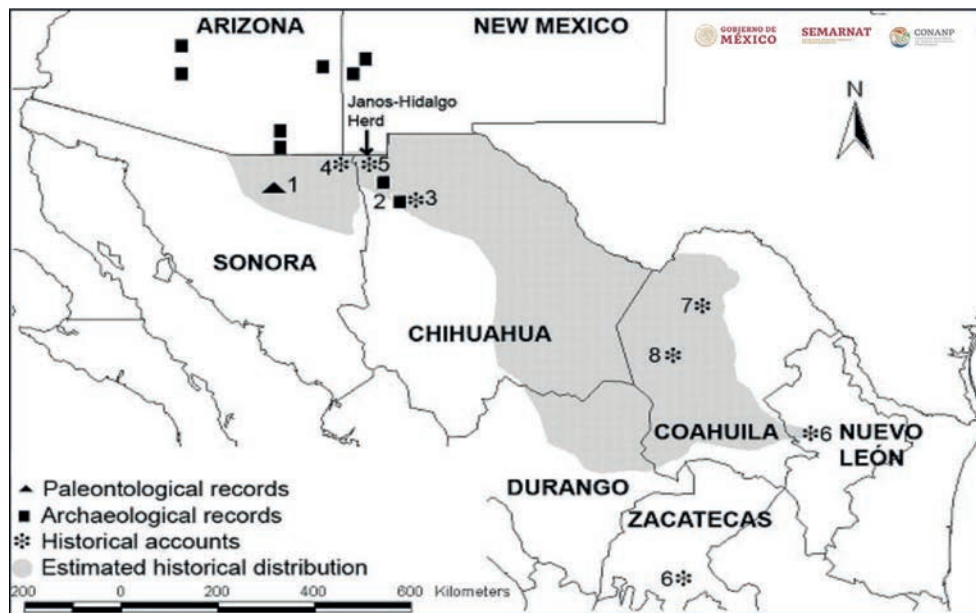 ARIZONA
NEW MEXICO
GOBIERNO DE
MÉXICO
SEMARNAT
CONANP
Janos-Hidalgo
Herd
N
4
5
1
2
3
SONORA
CHIHUAHUA
7
8
COAHUILA
6
NUEVO
LEÓN
DURANGO
ZACATECAS
6
Paleontological records
Archaeological records
Historical accounts
Estimated historical distribution
200 0 200 400 600 Kilometers